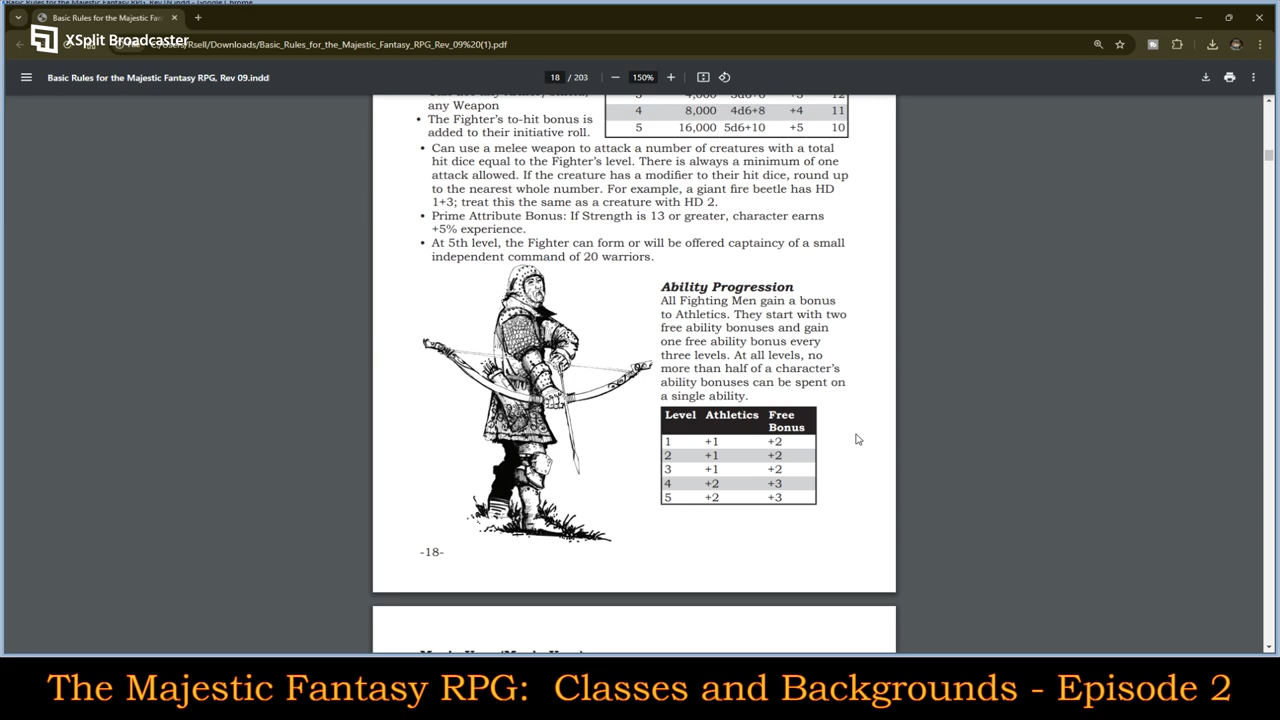 Basic Rules for the Majestic Fan
XSplit Broadcaster
C:/Users/Rsell/Downloads/Basic_Rules_for_the_Majestic_Fantasy_RPG_Rev_09%20(1).pdf
Basic Rules for the Majestic Fantasy RPG, Rev 09.indd
18 / 203
150%
any Weapon
• The Fighter's to-hit bonus is
added to their initiative roll.
4 8,000 4d6+8 +4 11
5 16,000 5d6+10 +5 10
• Can use a melee weapon to attack a number of creatures with a total
hit dice equal to the Fighter's level. There is always a minimum of one
attack allowed. If the creature has a modifier to their hit dice, round up
to the nearest whole number. For example, a giant fire beetle has HD
1+3; treat this the same as a creature with HD 2.
• Prime Attribute Bonus: If Strength is 13 or greater, character earns
+5% experience.
• At 5th level, the Fighter can form or will be offered captaincy of a small
independent command of 20 warriors.
Ability Progression
All Fighting Men gain a bonus
to Athletics. They start with two
free ability bonuses and gain
one free ability bonus every
three levels. At all levels, no
more than half of a character's
ability bonuses can be spent on
a single ability.
Level Athletics Free
Bonus
1 +1 +2
2 +1 +2
3 +1 +2
4 +2 +3
5 +2 +3
-18-
The Majestic Fantasy RPG: Classes and Backgrounds - Episode 2